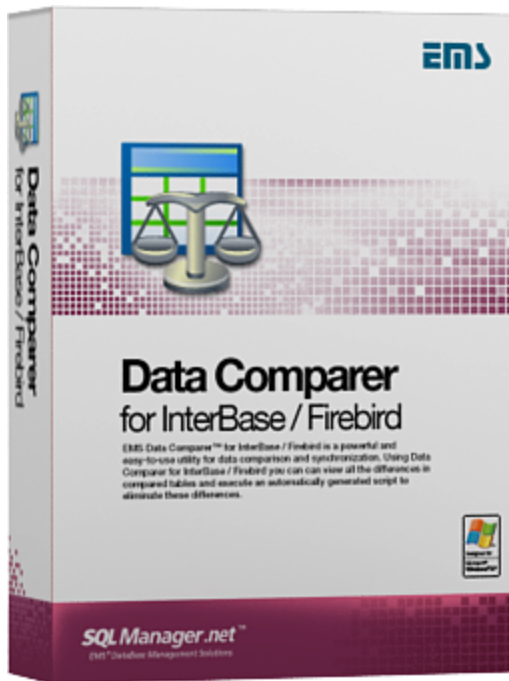 EMS
Data Comparer
for InterBase / Firebird
Data Comparer
for InterBase / Firebird
EMS Data Comparer™ for InterBase / Firebird is a powerful and
easy-to-use utility for data comparison and synchronization. Using Data
Comparer for InterBase / Firebird you can can view all the differences in
compared tables and execute an automatically generated script to
eliminate these differences.
SQL Manager.net™
EMS® Database Management Solutions